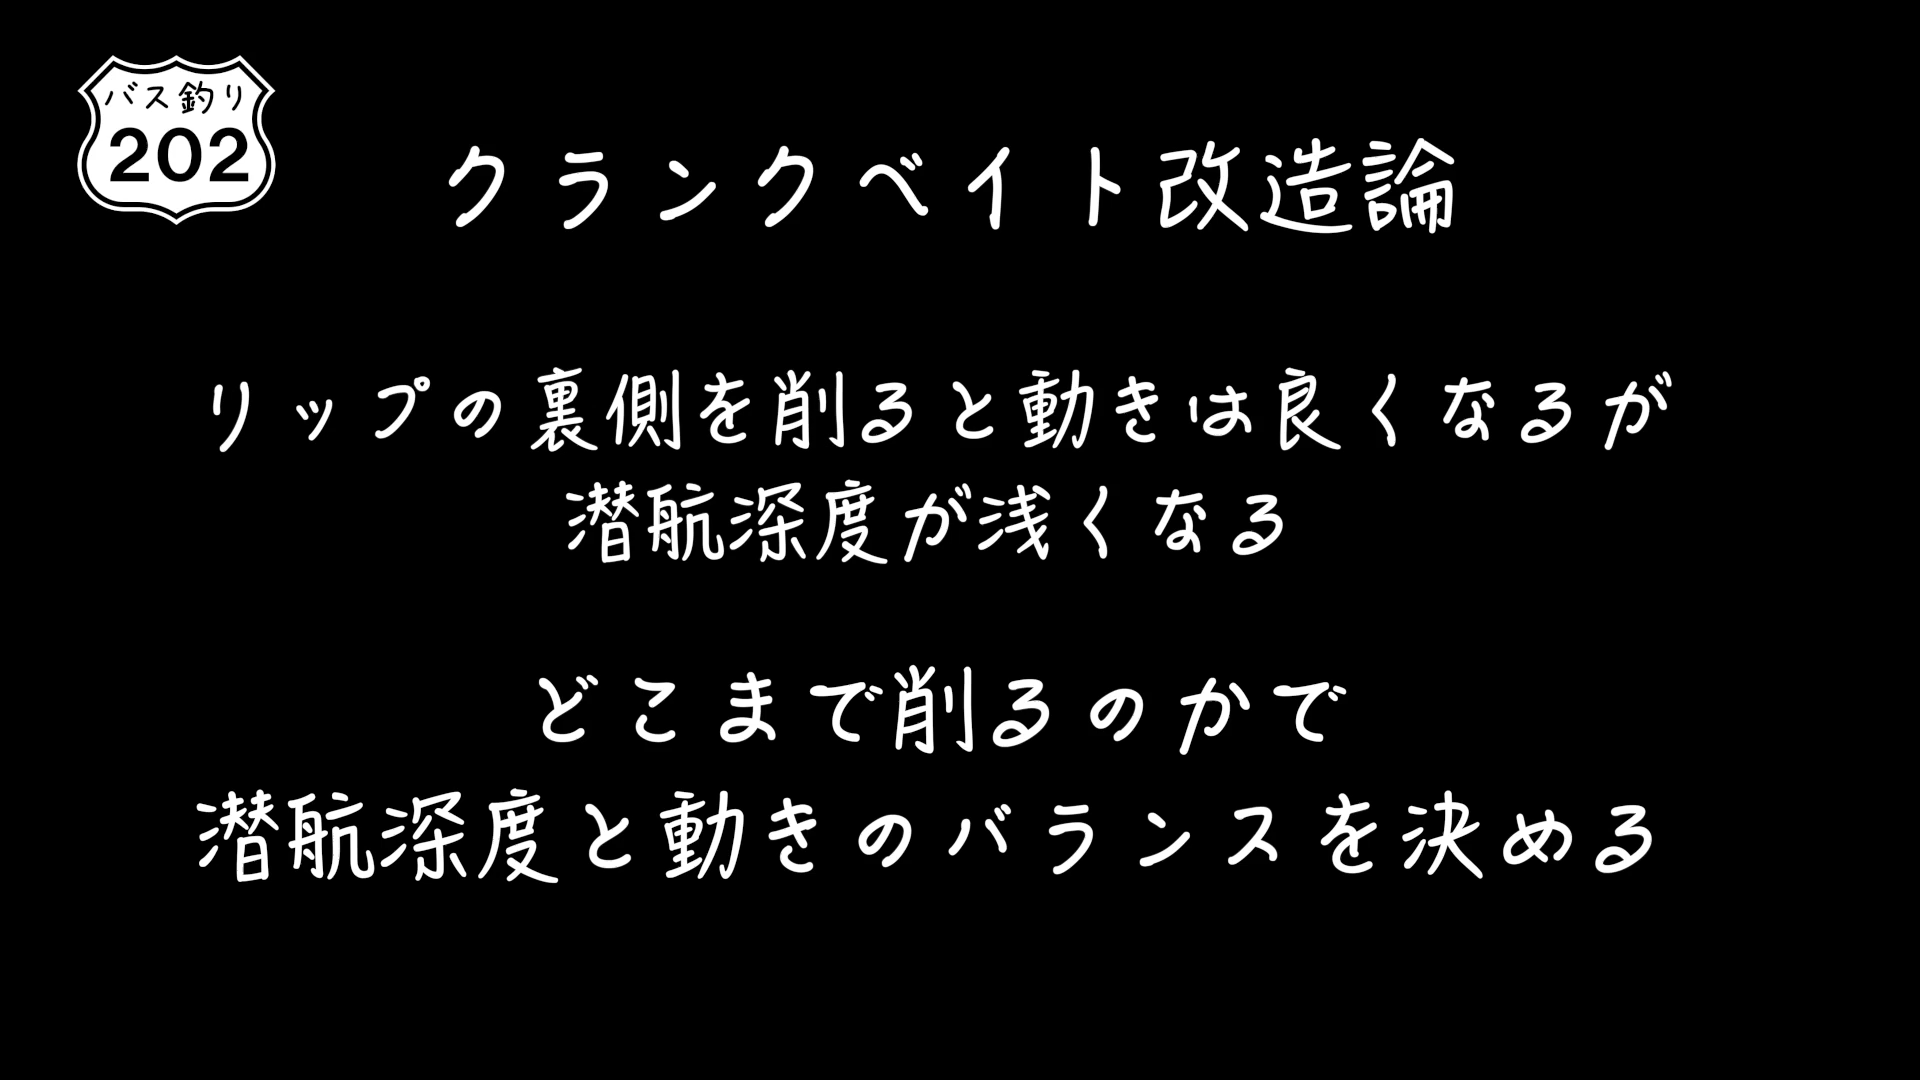 バス釣り
202
クランクベイト改造論
リップの裏側を削ると動きは良くなるが
潜航深度が浅くなる
どこまで削るのかで
潜航深度と動きのバランスを決める